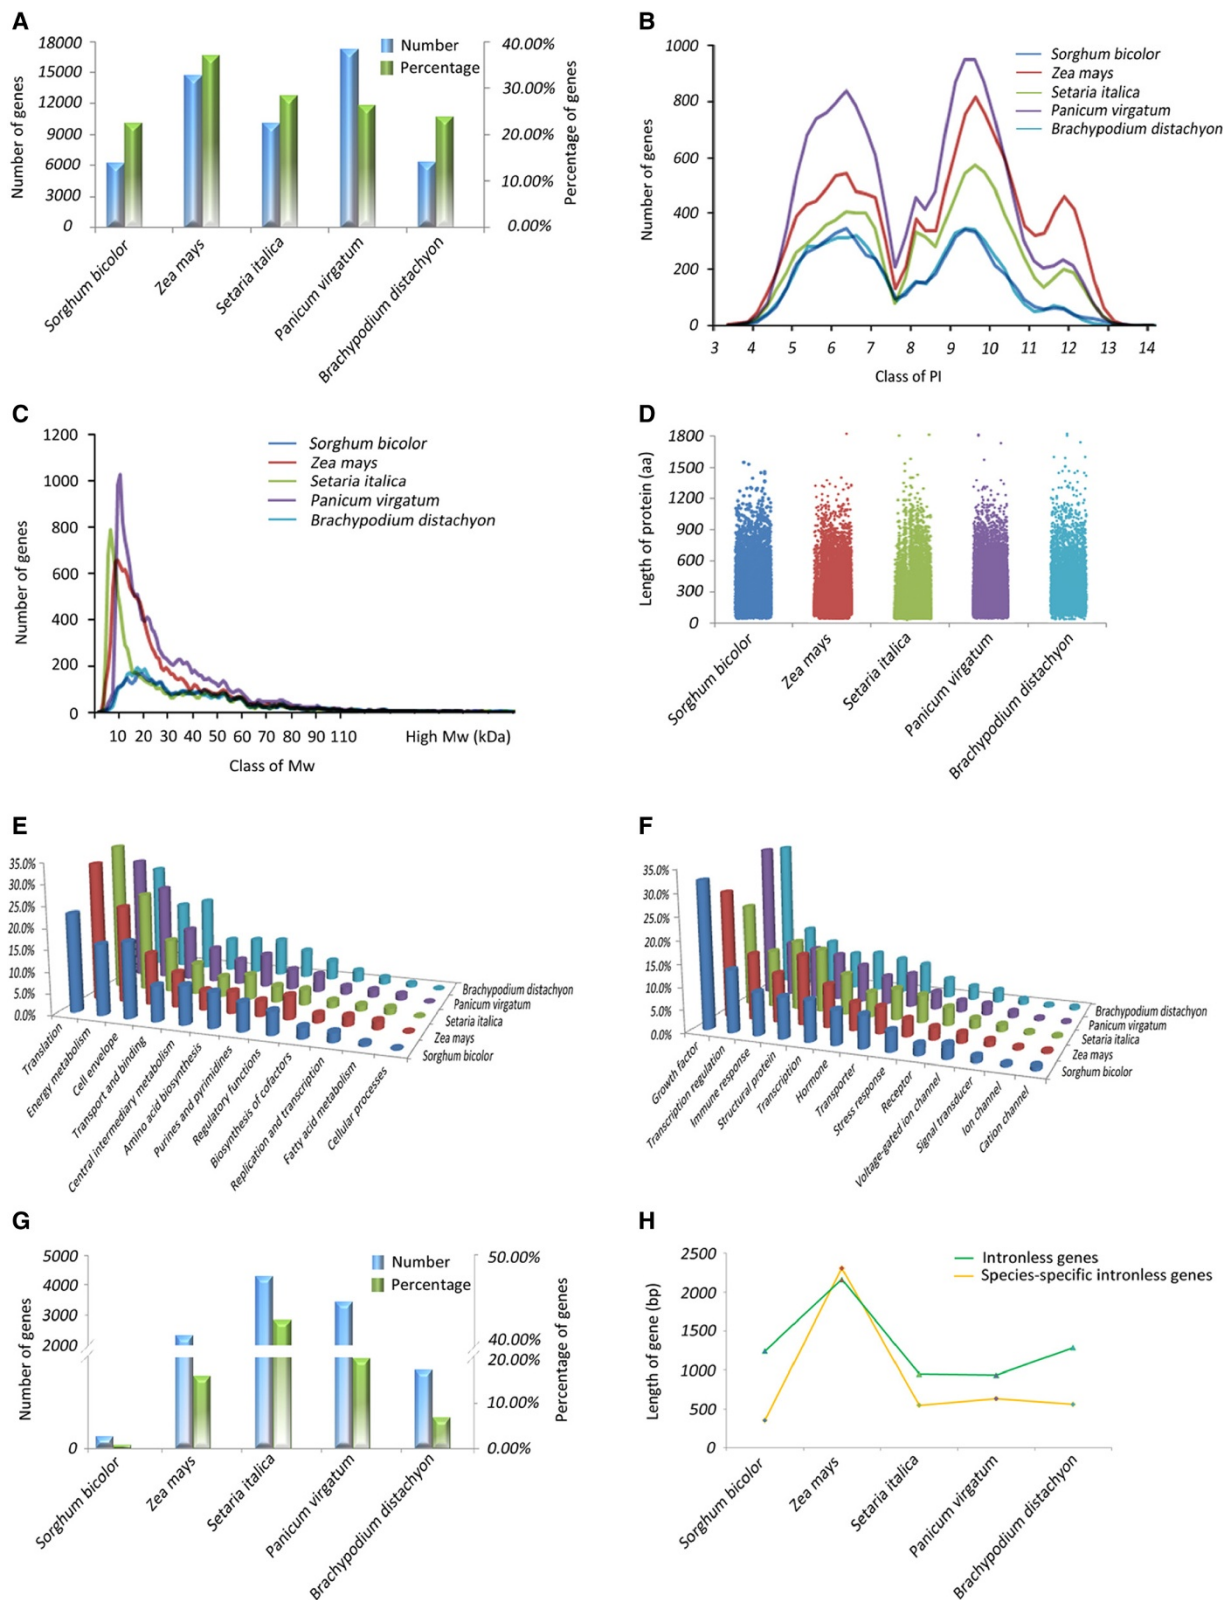 A
Number of genes
18000
15000
12000
9000
6000
3000
0
Number
Percentage
40.00%
30.00%
20.00%
10.00%
0.00%
Percentage of genes
Sorghum bicolor
Zea mays
Setaria italica
Panicum virgatum
Brachypodium distachyon
B
Number of genes
1000
800
600
400
200
0
Sorghum bicolor
Zea mays
Setaria italica
Panicum virgatum
Brachypodium distachyon
3 4 5 6 7 8 9 10 11 12 13 14
Class of PI
C
Number of genes
1200
1000
800
600
400
200
0
Sorghum bicolor
Zea mays
Setaria italica
Panicum virgatum
Brachypodium distachyon
10 20 30 40 50 60 70 80 90 110 High Mw (kDa)
Class of Mw
D
Length of protein (aa)
1800
1500
1200
900
600
300
0
Sorghum bicolor
Zea mays
Setaria italica
Panicum virgatum
Brachypodium distachyon
E
35.0%
30.0%
25.0%
20.0%
15.0%
10.0%
5.0%
0.0%
Brachypodium distachyon
Panicum virgatum
Setaria italica
Zea mays
Sorghum bicolor
Translation
Energy metabolism
Cell envelope
Transport and binding
Central intermediary metabolism
Amino acid biosynthesis
Purines and pyrimidines
Regulatory functions
Biosynthesis of cofactors
Replication and transcription
Fatty acid metabolism
Cellular processes
F
35.0%
30.0%
25.0%
20.0%
15.0%
10.0%
5.0%
0.0%
Brachypodium distachyon
Panicum virgatum
Setaria italica
Zea mays
Sorghum bicolor
Growth factor
Transcription regulation
Immune response
Structural protein
Transcription
Hormone
Transporter
Stress response
Receptor
Voltage-gated ion channel
Signal transducer
Ion channel
Cation channel
G
Number of genes
5000
4000
3000
2000
0
Number
Percentage
50.00%
40.00%
20.00%
10.00%
0.00%
Percentage of genes
Sorghum bicolor
Zea mays
Setaria italica
Panicum virgatum
Brachypodium distachyon
H
Length of gene (bp)
2500
2000
1500
1000
500
0
Intronless genes
Species-specific intronless genes
Sorghum bicolor
Zea mays
Setaria italica
Panicum virgatum
Brachypodium distachyon